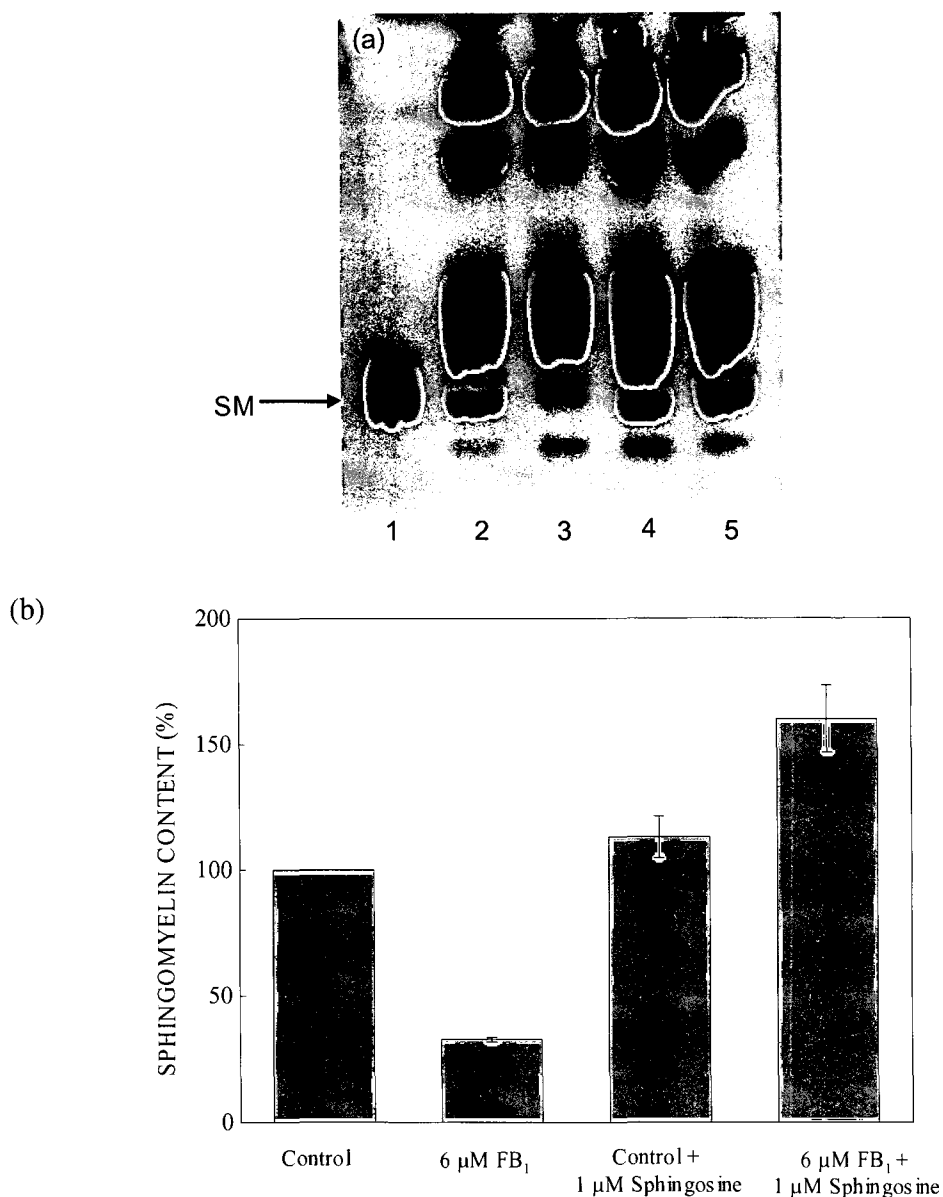 (a)
SM
1 2 3 4 5
(b)
200
150
100
50
0
SPHINGOMYELIN CONTENT (%)
Control
6 μM FB₁
Control +
1 μM Sphingosine
6 μM FB₁ +
1 μM Sphingosine